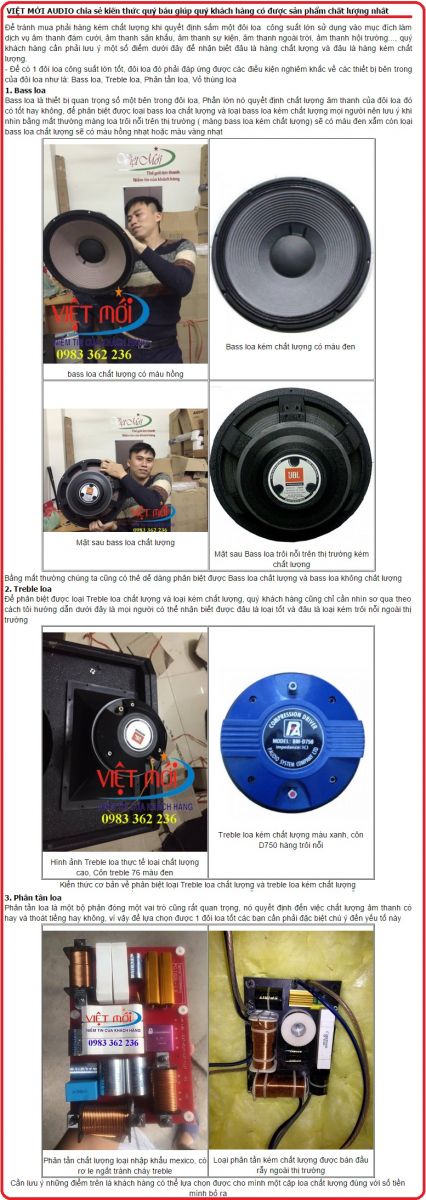 VIỆT MỚI AUDIO chia sẻ kiến thức quý báu giúp quý khách hàng có được sản phẩm chất lượng nhất
Để tránh mua phải hàng kém chất lượng khi quyết định sắm một đôi loa công suất lớn sử dụng vào mục đích làm
dịch vụ âm thanh đám cưới, âm thanh sân khấu, âm thanh sự kiện, âm thanh ngoài trời, âm thanh hội trường.... quý
khách hàng cần phải lưu ý một số điểm dưới đây để nhận biết đâu là hàng chất lượng và đâu là hàng kém chất
lượng.
- Để có 1 đôi loa công suất lớn tốt, đôi loa đó phải đáp ứng được các điều kiện nghiêm khắc về các thiết bị bên trong
của đôi loa như là: Bass loa, Treble loa, Phân tần loa, Vỏ thùng loa
1. Bass loa
Bass loa là thiết bị quan trọng số một bên trong đôi loa, Phần lớn nó quyết định chất lượng âm thanh của đôi loa đó
có tốt hay không, để phân biệt được loại bass loa chất lượng và loại bass loa kém chất lượng mọi người nên lưu ý khi
nhìn bằng mắt thường màng loa trôi nổi trên thị trường ( màng bass loa kém chất lượng) sẽ có màu đen xẫm còn loại
bass loa chất lượng sẽ có màu hồng nhạt hoặc màu vàng nhạt
Việt Mới
Thế giới âm thanh
Niềm tin của khách hàng
VIỆT MỚI
NIỀM TIN CỦA KHÁCH HÀNG
0983 362 236
bass loa chất lượng có màu hồng
Bass loa kém chất lượng có màu đen
Việt Mới
Thế giới âm thanh
Niềm tin của khách hàng
JBL
VIỆT MỚI
0983 362 236
Mặt sau bass loa chất lượng
JBL
Mặt sau Bass loa trôi nổi trên thị trường kém
chất lượng
Bằng mắt thường chúng ta cũng có thể dễ dàng phân biệt được Bass loa chất lượng và bass loa không chất lượng
2. Treble loa
Để phân biệt được loại Treble loa chất lượng và loại kém chất lượng, quý khách hàng cũng chỉ cần nhìn sơ qua theo
cách tôi hướng dẫn dưới đây là mọi người có thể nhận biết được đâu là loại tốt và đâu là loại kém trôi nổi ngoài thị
trường
JBL
VIỆT MỚI
NIỀM TIN CỦA KHÁCH HÀNG
0983 362 236
Hình ảnh Treble loa thực tế loại chất lượng
cao, Côn treble 76 màu đen
COMPRESSION DRIVER
MODEL: BM-D750
P.AUDIO SYSTEM COMPANY LTD
Treble loa kém chất lượng màu xanh, côn
D750 hàng trôi nổi
Kiến thức cơ bản về phân biệt loại Treble loa chất lượng và treble loa kém chất lượng
3. Phân tần loa
Phân tần loa là một bộ phận đóng một vai trò cũng rất quan trọng, nó quyết định đến việc chất lượng âm thanh có
hay và thoát tiếng hay không, vì vậy để lựa chọn được 1 đôi loa tốt các bạn cần phải đặc biệt chú ý đến yếu tố này
VIỆT MỚI
NIỀM TIN CỦA KHÁCH HÀNG
0983 362 236
Phân tần chất lượng loại nhập khẩu mexico, có
rơ le ngắt tránh cháy treble
Loại phân tần kém chất lượng được bán đầu
rẫy ngoài thị trường
Cần lưu ý những điểm trên là khách hàng có thể lựa chọn được cho mình một cặp loa chất lượng đúng với số tiền
mình bỏ ra